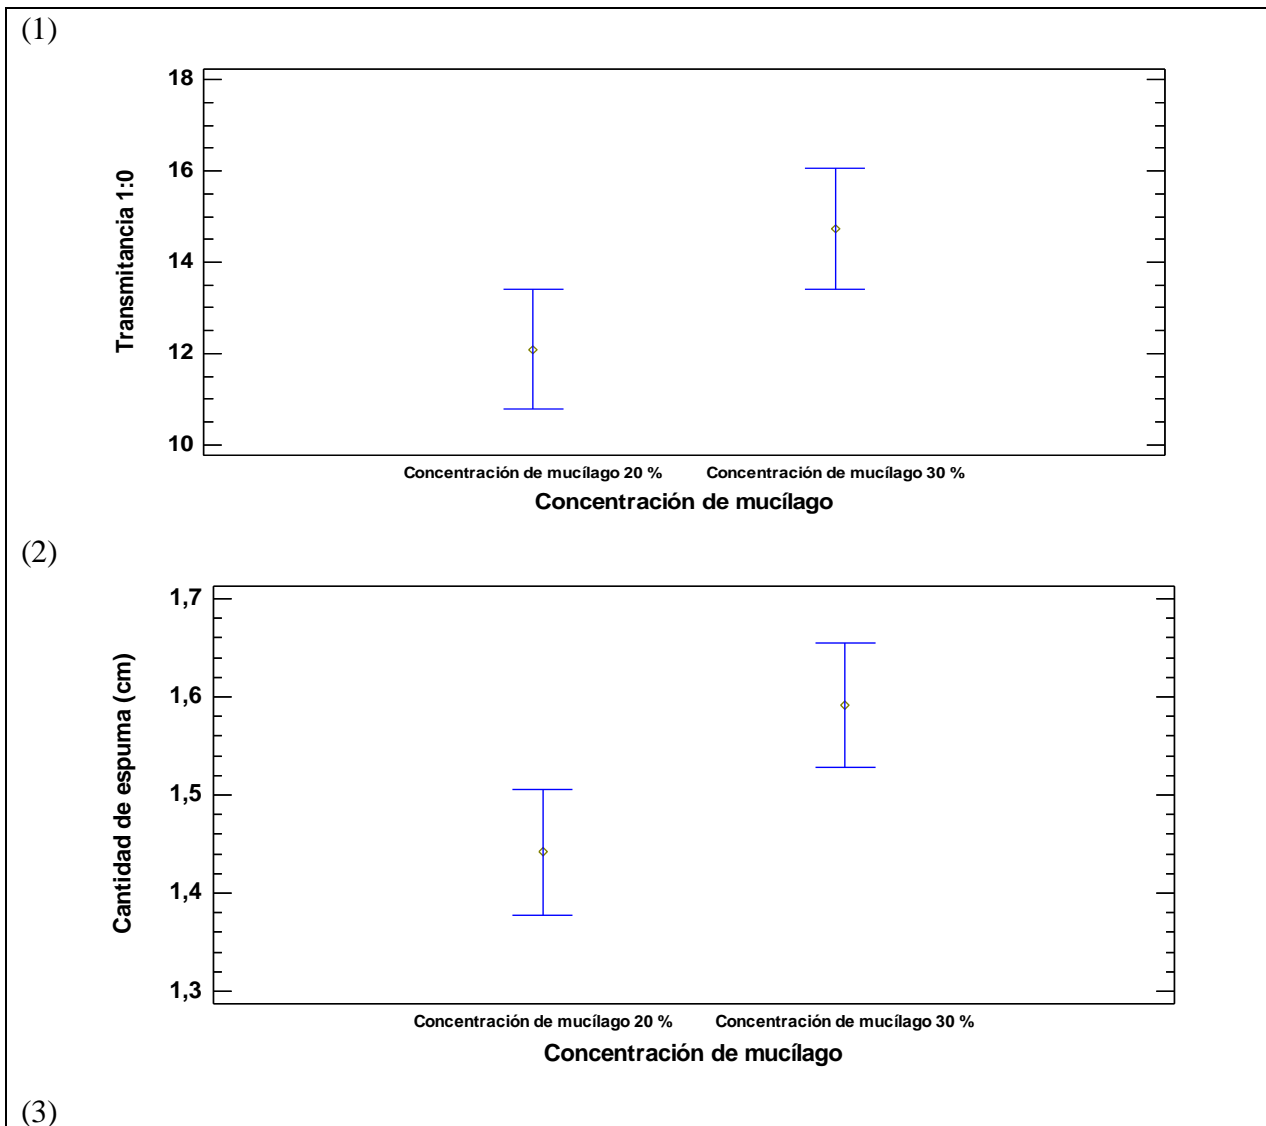 (1)
18
16
14
12
10
Transmitancia 1:0
Concentración de mucílago 20 % Concentración de mucílago 30 %
Concentración de mucílago
(2)
1,7
1,6
1,5
1,4
1,3
Cantidad de espuma (cm)
Concentración de mucílago 20 % Concentración de mucílago 30 %
Concentración de mucílago
(3)